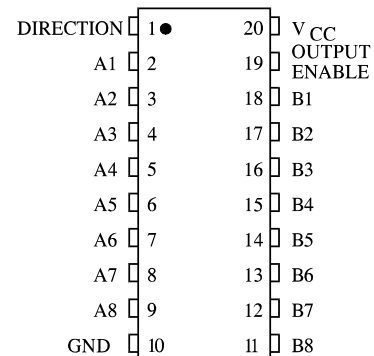 DIRECTION 1 20 V CC
A1 2 19 OUTPUT ENABLE
A2 3 18 B1
A3 4 17 B2
A4 5 16 B3
A5 6 15 B4
A6 7 14 B5
A7 8 13 B6
A8 9 12 B7
GND 10 11 B8